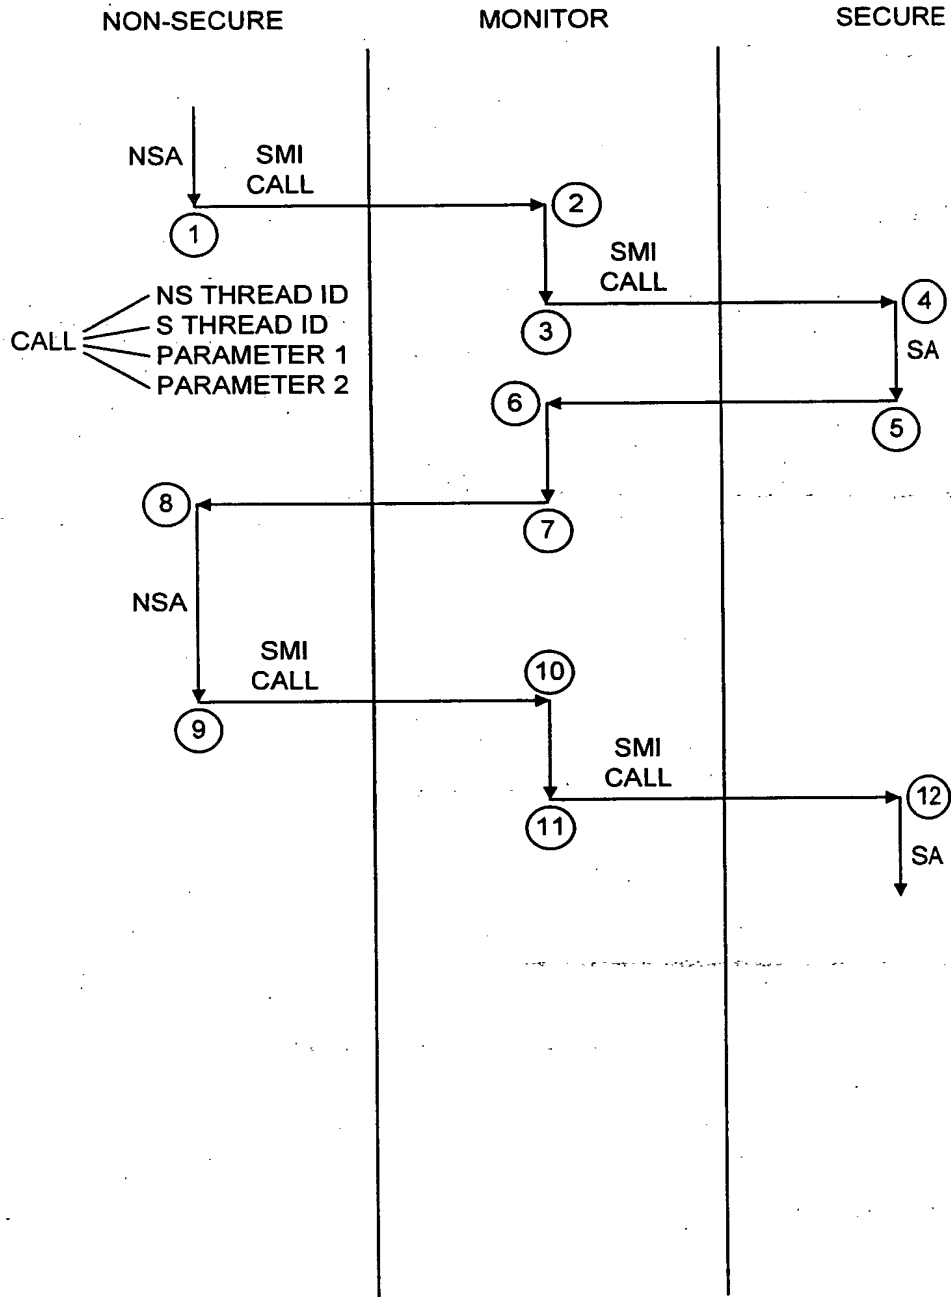 NON-SECURE
MONITOR
SECURE
NSA
SMI
CALL
1
2
SMI
CALL
3
4
SA
CALL
NS THREAD ID
S THREAD ID
PARAMETER 1
PARAMETER 2
5
6
7
8
NSA
SMI
CALL
9
10
SMI
CALL
11
12
SA